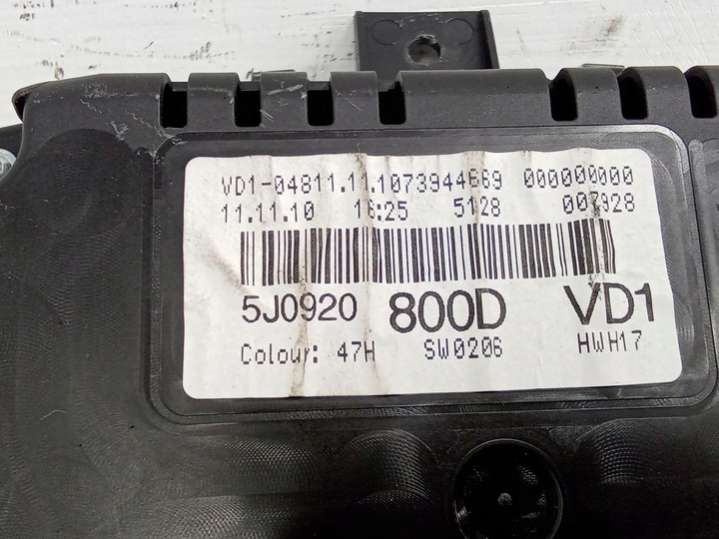 VD1-04811.11.1073944669 000000000
11.11.10 16:25 5128 007928
5J0920 800D VD1
Colour: 47H SW0206 HWH17